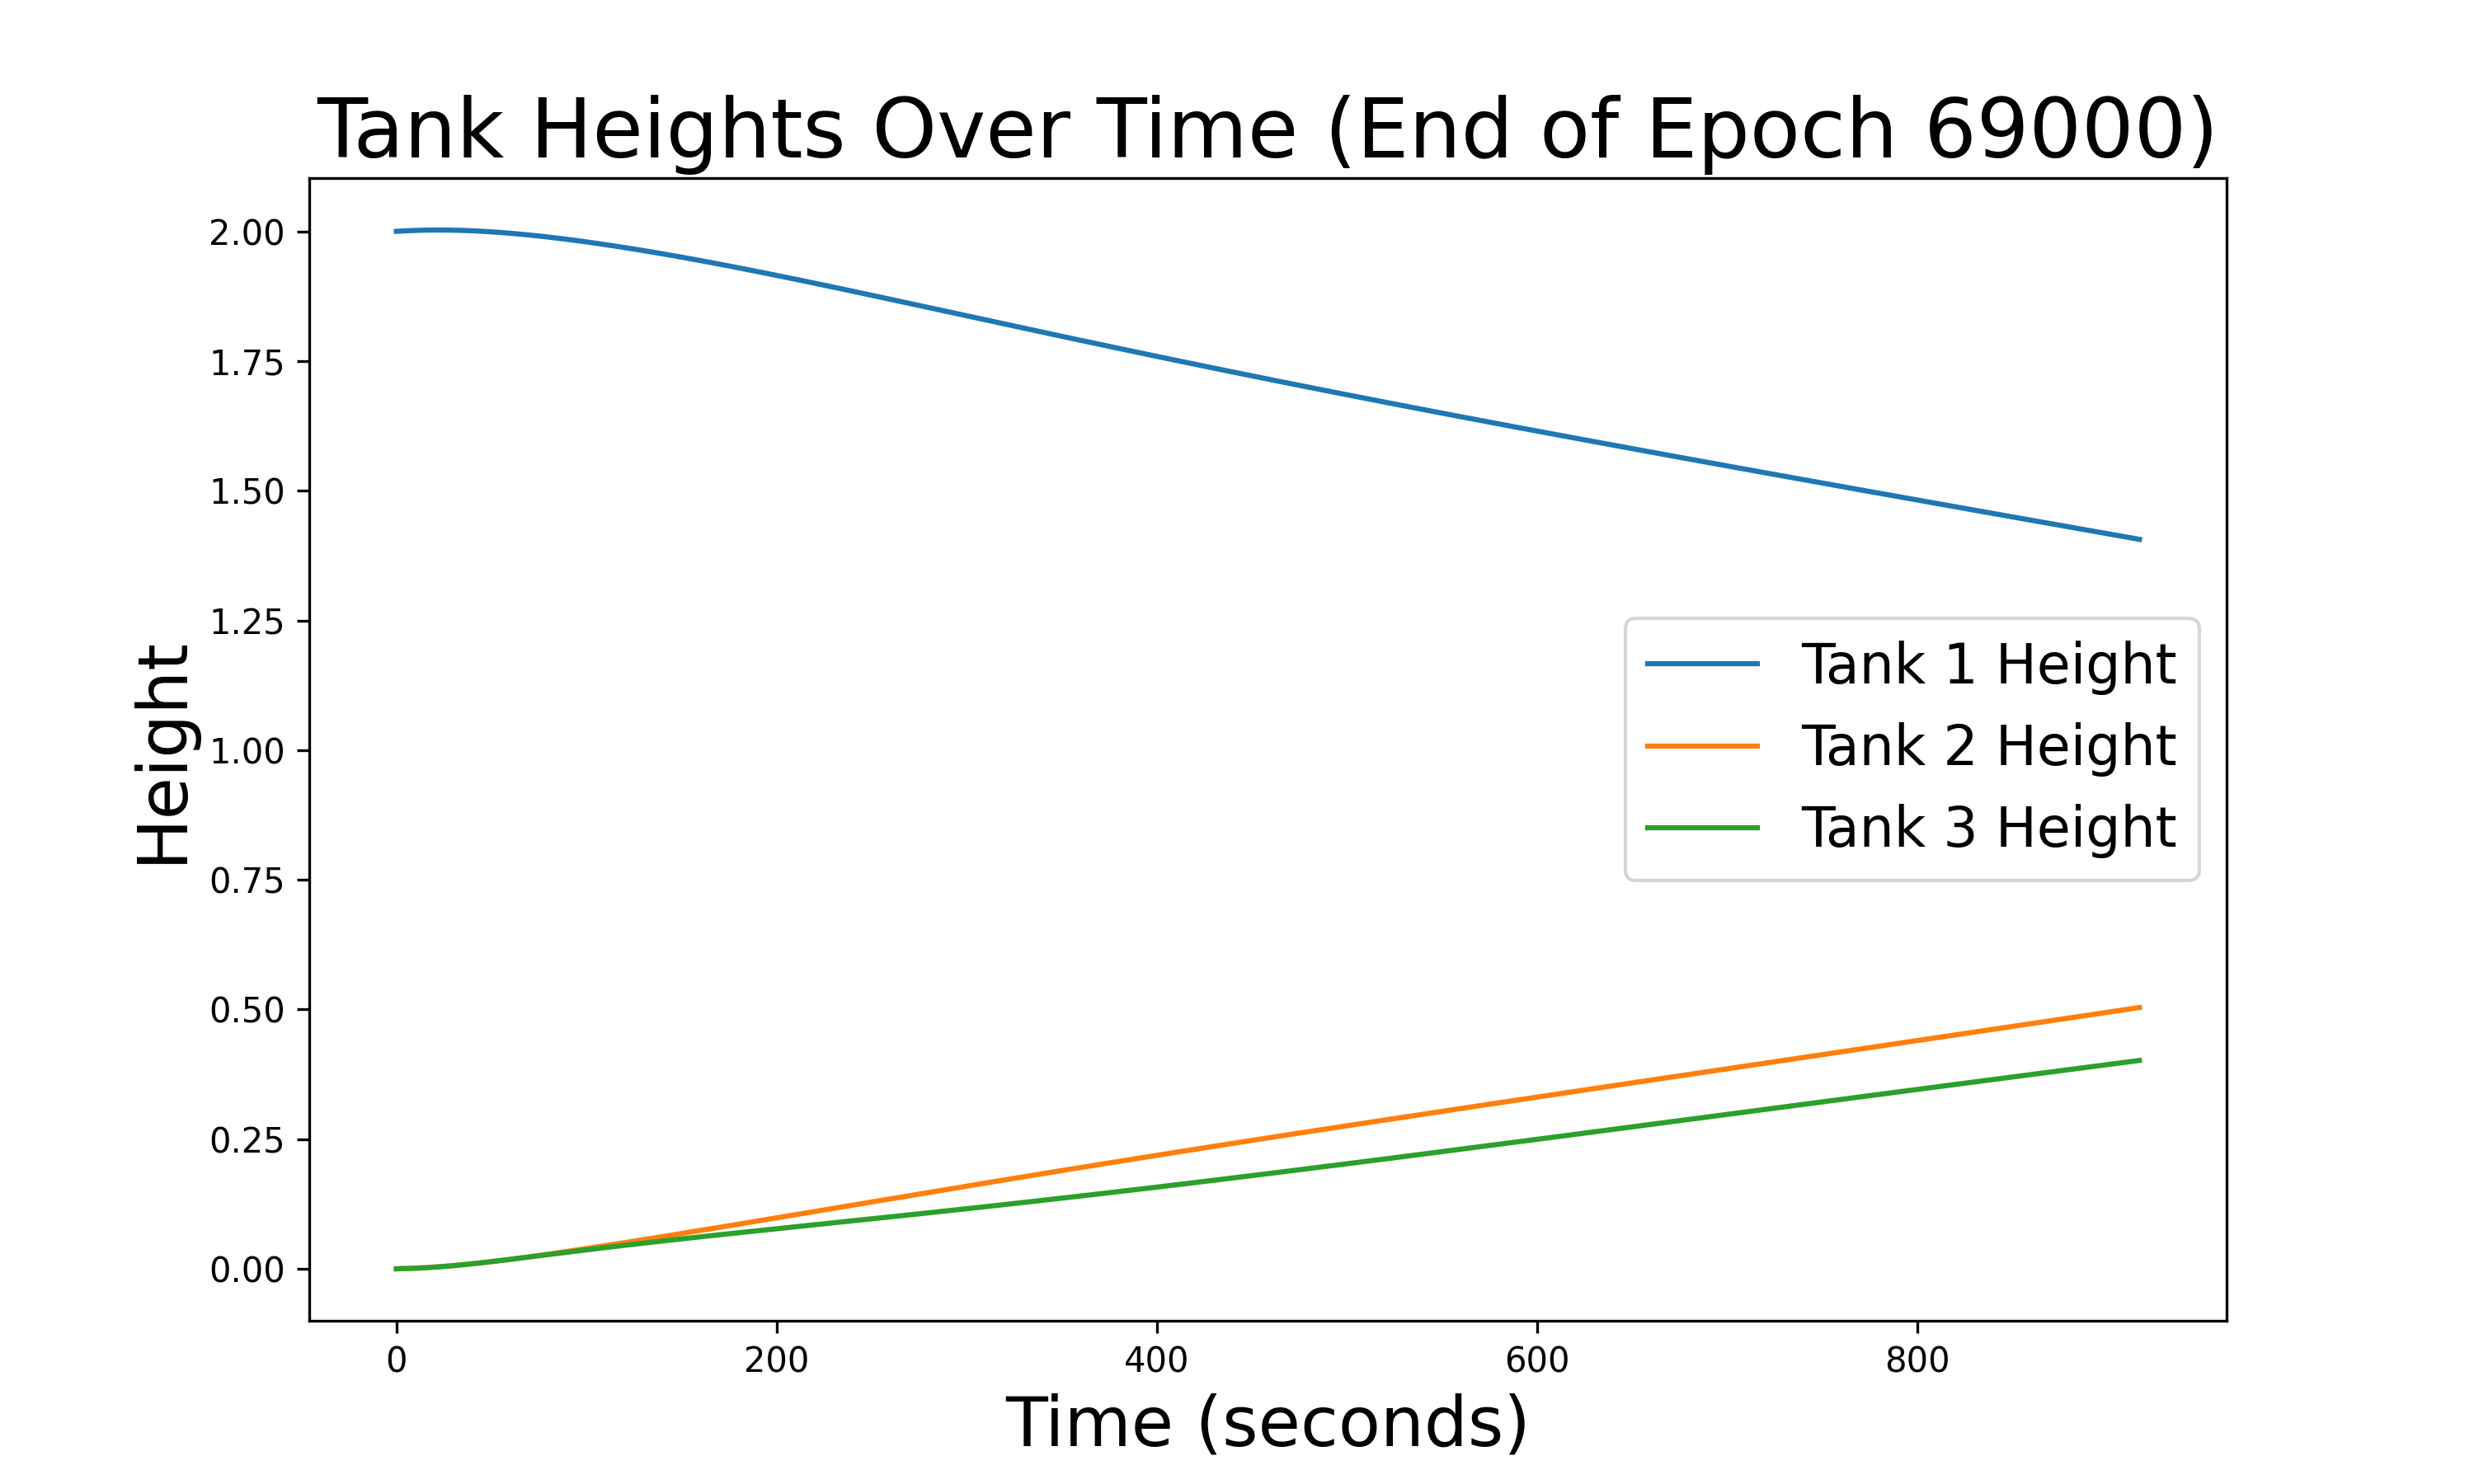 Tank Heights Over Time (End of Epoch 69000)
2.00
1.75
1.50
1.25
1.00
0.75
0.50
0.25
0.00
Height
Tank 1 Height
Tank 2 Height
Tank 3 Height
0 200 400 600 800
Time (seconds)